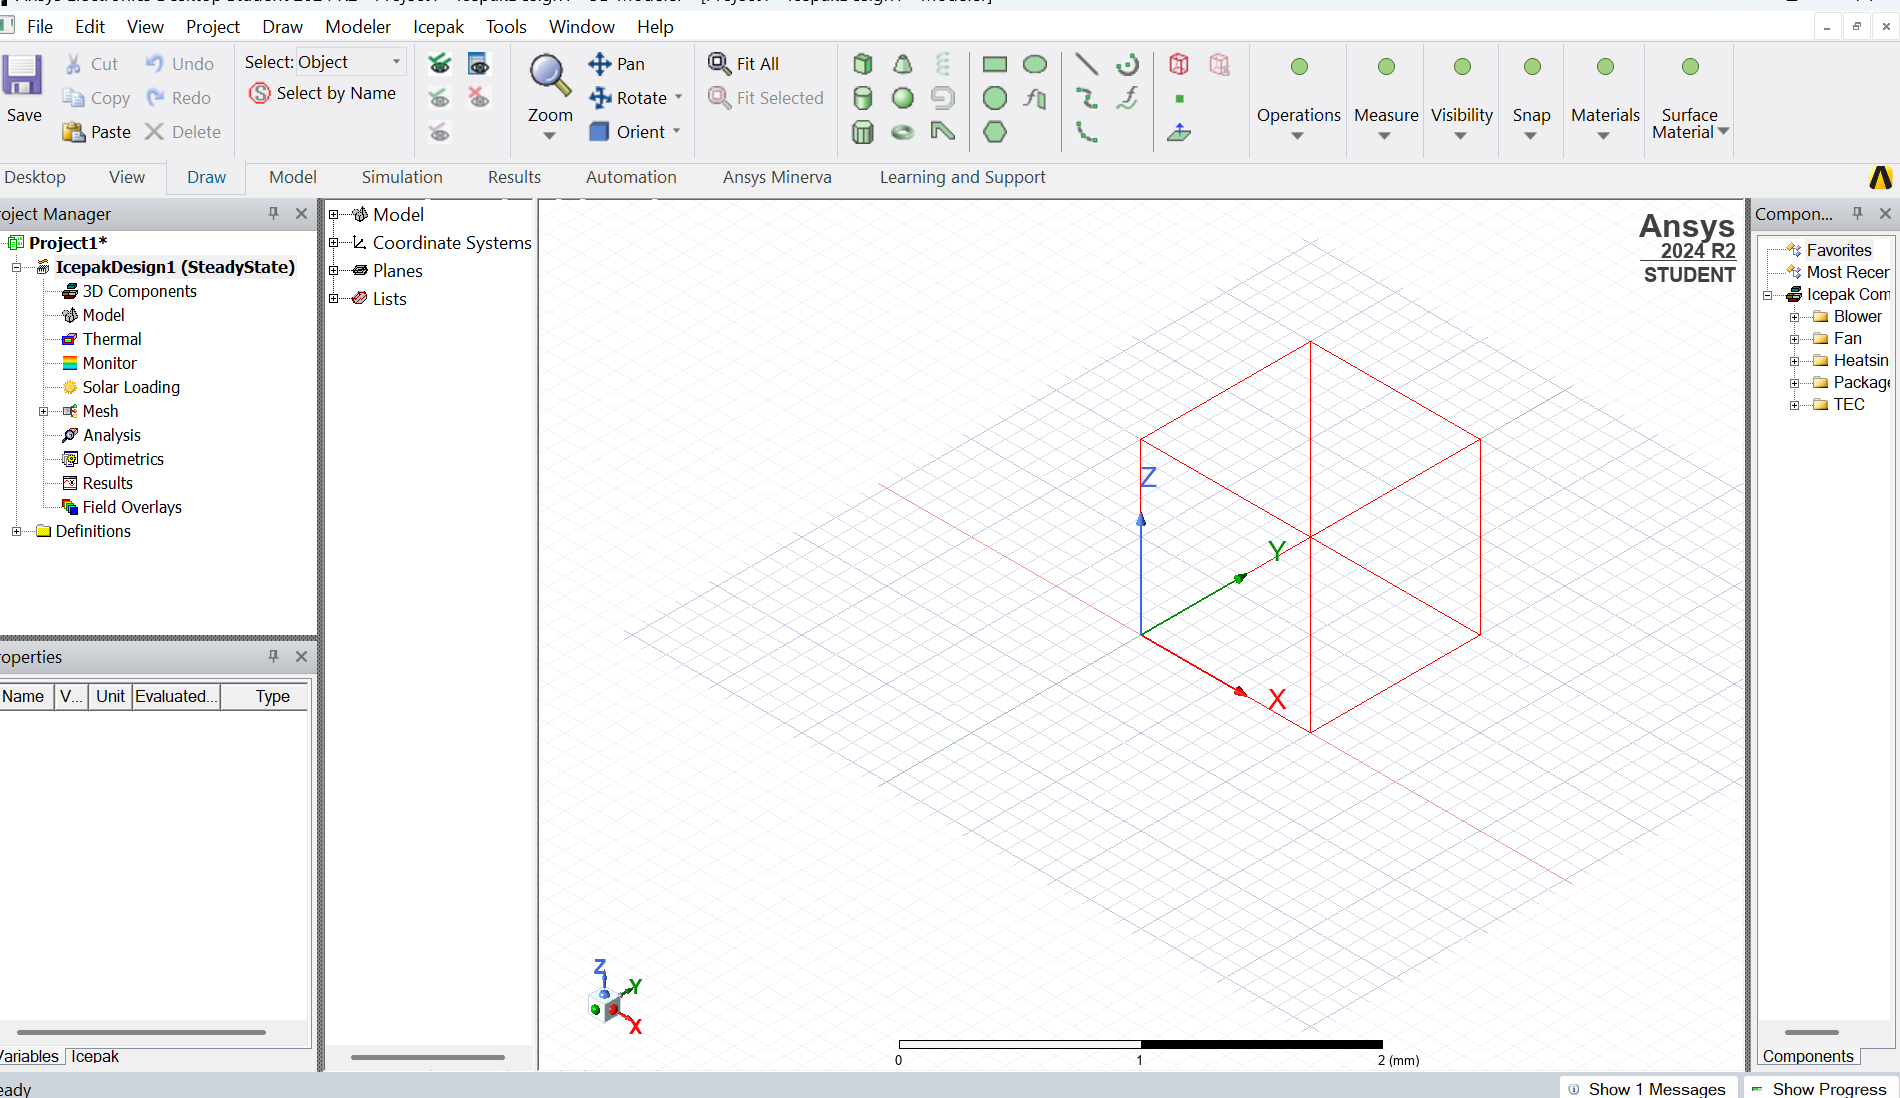 File Edit View Project Draw Modeler Icepak Tools Window Help
Save
Cut
Copy
Paste
Undo
Redo
Delete
Select: Object
Select by Name
Zoom
Pan
Rotate
Orient
Fit All
Fit Selected
Operations
Measure
Visibility
Snap
Materials
Surface
Material
Desktop View Draw Model Simulation Results Automation Ansys Minerva Learning and Support
oject Manager
Project1*
IcepakDesign1 (SteadyState)
3D Components
Model
Thermal
Monitor
Solar Loading
Mesh
Analysis
Optimetrics
Results
Field Overlays
Definitions
operties
Name V... Unit Evaluated... Type
Variables Icepak
Model
Coordinate Systems
Planes
Lists
Ansys
2024 R2
STUDENT
Z
Y
X
Z
Y
X
0 1 2 (mm)
Compon...
Favorites
Most Recen
Icepak Com
Blower
Fan
Heatsin
Package
TEC
Components
eady
Show 1 Messages Show Progress